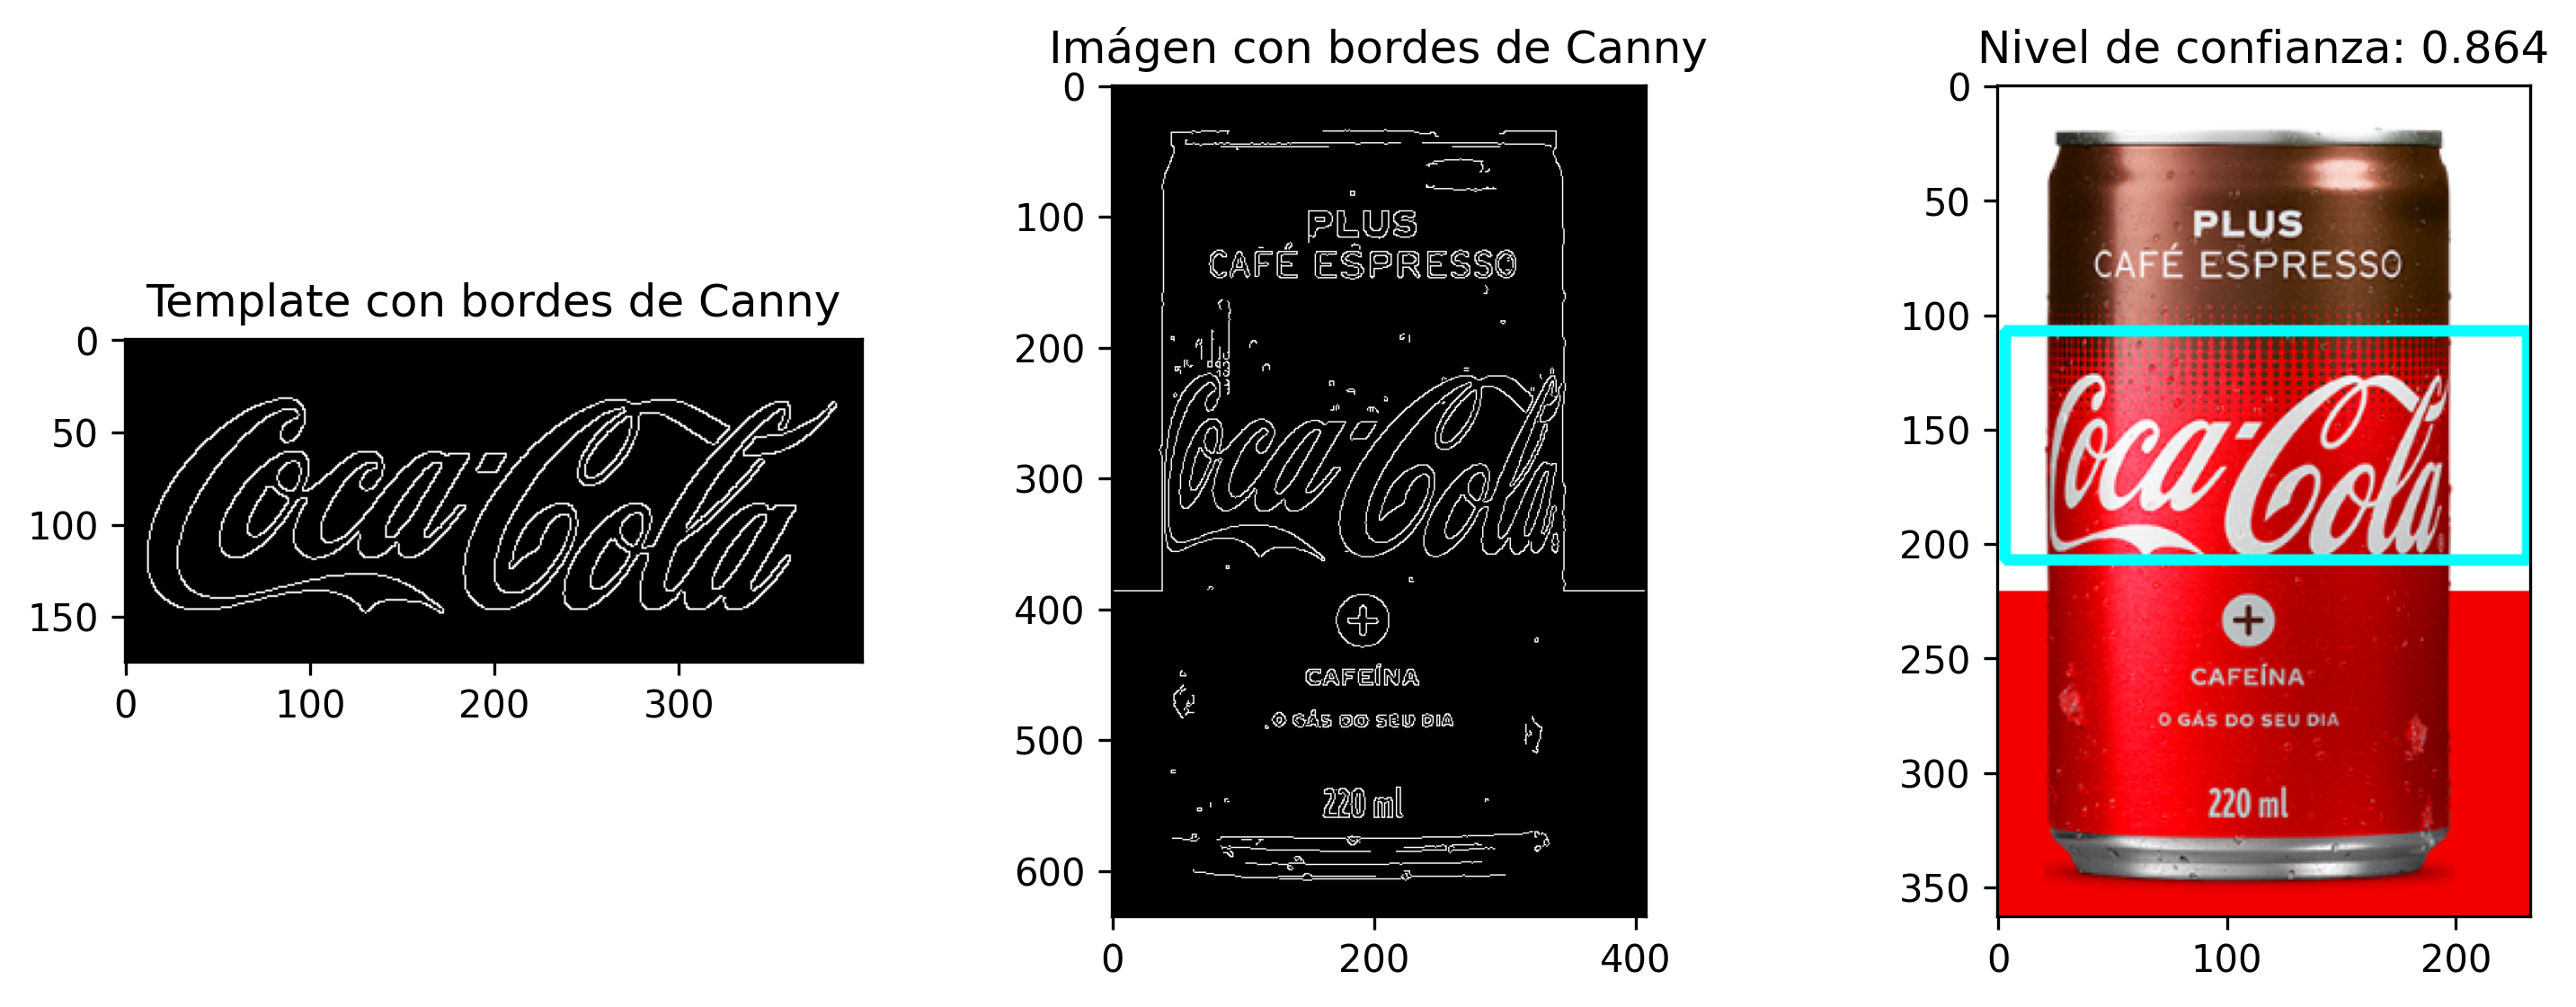 Template con bordes de Canny
0
50
100
150
0 100 200 300
Coca-Cola
Imágen con bordes de Canny
0
100
200
300
400
500
600
0 200 400
PLUS
CAFÉ ESPRESSO
Coca-Cola
CAFEÍNA
O GÁS DO SEU DIA
220 ml
Nivel de confianza: 0.864
0
50
100
150
200
250
300
350
0 100 200
PLUS
CAFÉ ESPRESSO
Coca-Cola
CAFEÍNA
O GÁS DO SEU DIA
220 ml